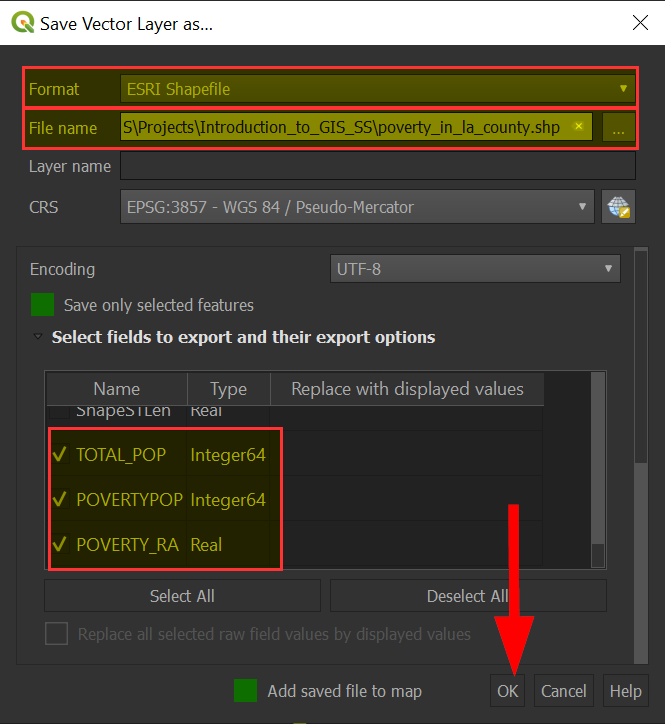 Save Vector Layer as...
Format ESRI Shapefile
File name S\Projects\Introduction_to_GIS_SS\poverty_in_la_county.shp ...
Layer name
CRS EPSG:3857 - WGS 84 / Pseudo-Mercator
Encoding UTF-8
Save only selected features
Select fields to export and their export options
Name Type Replace with displayed values
ShapeSTLen Real
TOTAL_POP Integer64
POVERTYPOP Integer64
POVERTY_RA Real
Select All Deselect All
Replace all selected raw field values by displayed values
Add saved file to map OK Cancel Help